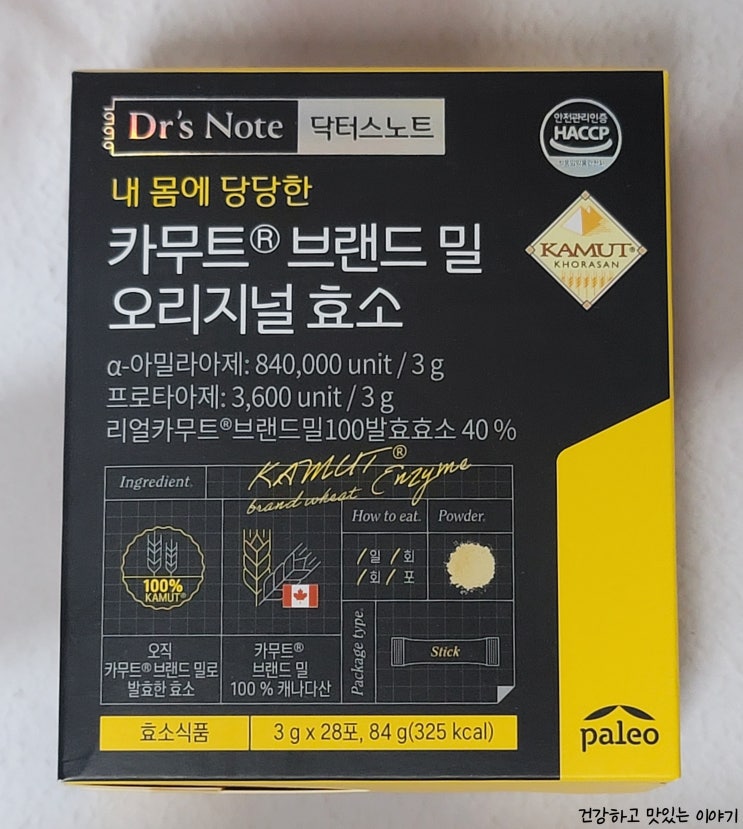 Dr's Note 닥터스노트
안전관리인증
HACCP
내 몸에 당당한
카무트® 브랜드 밀
오리지널 효소
KAMUT®
KHORASAN
α-아밀라아제: 840,000 unit / 3 g
프로타아제: 3,600 unit / 3 g
리얼카무트®브랜드밀100발효효소 40 %
Ingredient.
KAMUT® Enzyme
brand wheat
How to eat.
Powder.
1일 1회
1회 1포
100%
KAMUT®
오직
카무트® 브랜드 밀로
발효한 효소
카무트®
브랜드 밀
100 % 캐나다산
Package type.
Stick
효소식품
3 g x 28포, 84 g(325 kcal)
paleo
건강하고 맛있는 이야기